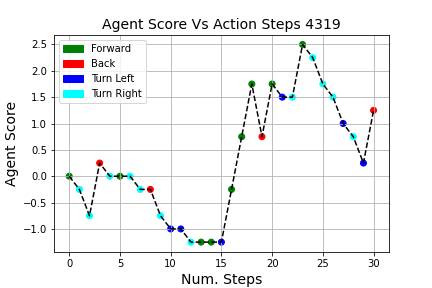 Agent Score Vs Action Steps 4319
Forward
Back
Turn Left
Turn Right
Agent Score
2.5
2.0
1.5
1.0
0.5
0.0
−0.5
−1.0
0 5 10 15 20 25 30
Num. Steps